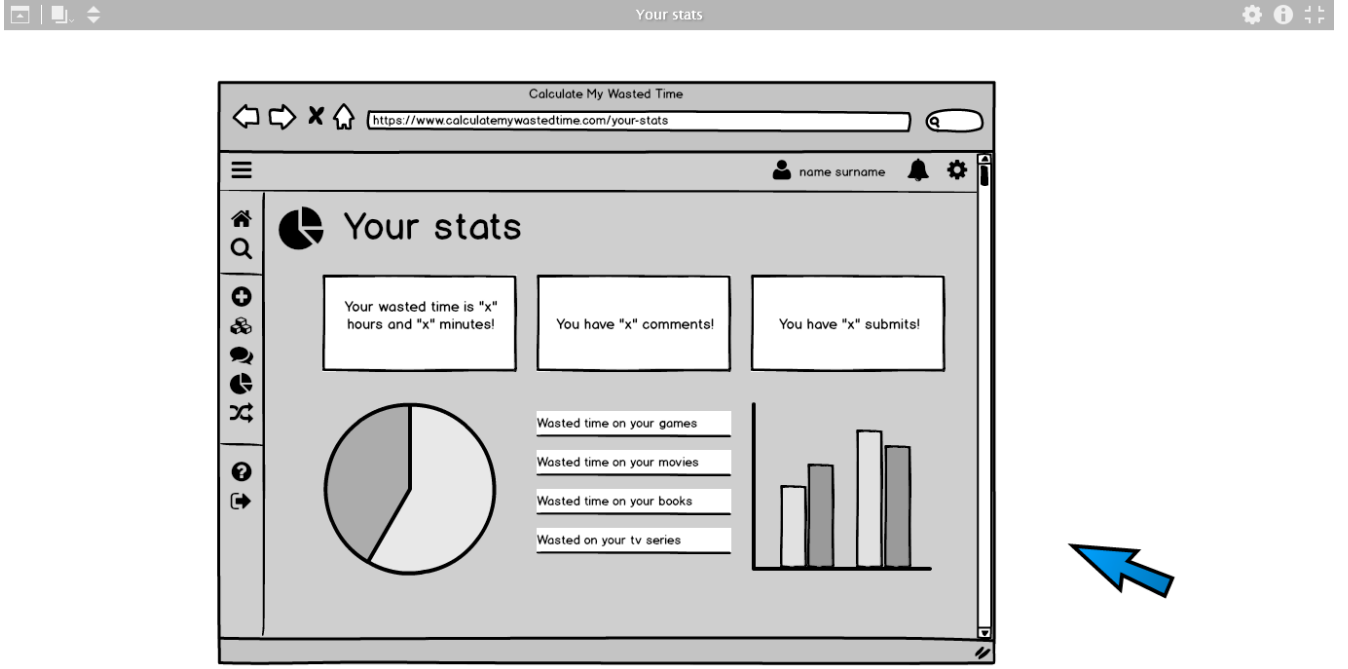 Your stats
Calculate My Wasted Time
https://www.calculatemywastedtime.com/your-stats
name surname
Your stats
Your wasted time is "x"
hours and "x" minutes!
You have "x" comments!
You have "x" submits!
Wasted time on your games
Wasted time on your movies
Wasted time on your books
Wasted on your tv series